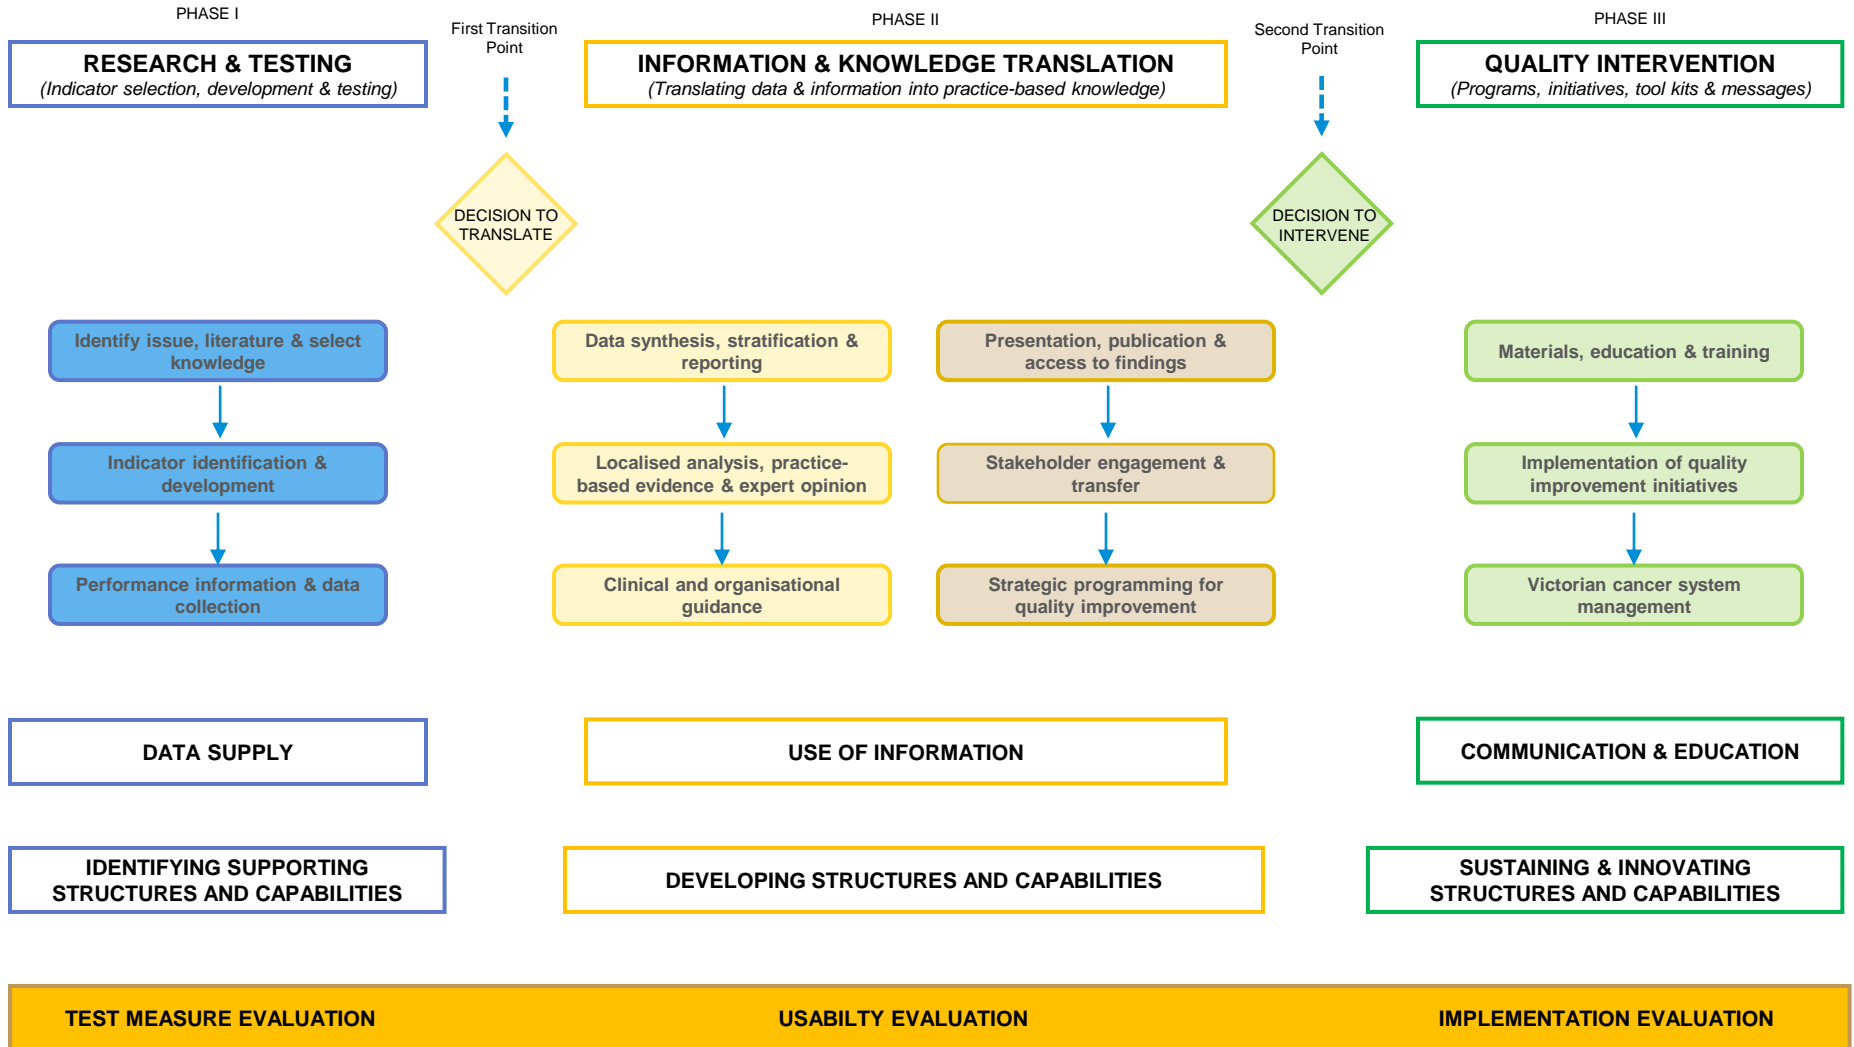 PHASE I
First Transition
Point
PHASE II
Second Transition
Point
PHASE III
RESEARCH & TESTING
(Indicator selection, development & testing)
INFORMATION & KNOWLEDGE TRANSLATION
(Translating data & information into practice-based knowledge)
QUALITY INTERVENTION
(Programs, initiatives, tool kits & messages)
DECISION TO
TRANSLATE
DECISION TO
INTERVENE
Identify issue, literature & select
knowledge
Data synthesis, stratification &
reporting
Presentation, publication &
access to findings
Materials, education & training
Indicator identification &
development
Localised analysis, practice-
based evidence & expert opinion
Stakeholder engagement &
transfer
Implementation of quality
improvement initiatives
Performance information & data
collection
Clinical and organisational
guidance
Strategic programming for
quality improvement
Victorian cancer system
management
DATA SUPPLY
USE OF INFORMATION
COMMUNICATION & EDUCATION
IDENTIFYING SUPPORTING
STRUCTURES AND CAPABILITIES
DEVELOPING STRUCTURES AND CAPABILITIES
SUSTAINING & INNOVATING
STRUCTURES AND CAPABILITIES
TEST MEASURE EVALUATION
USABILTY EVALUATION
IMPLEMENTATION EVALUATION